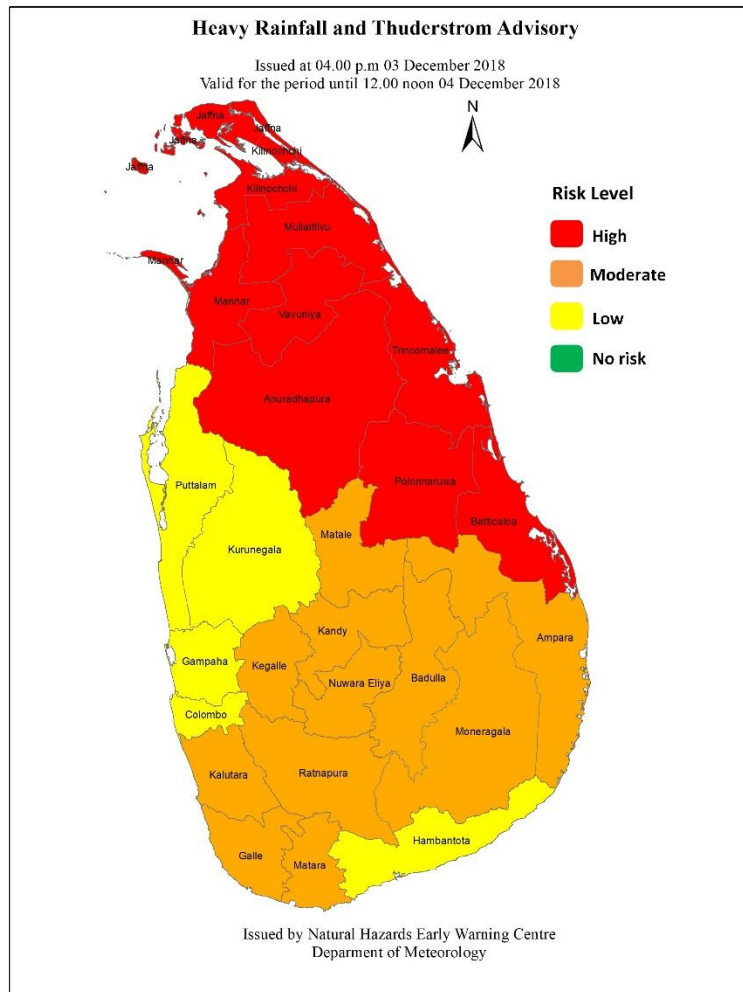 Heavy Rainfall and Thuderstrom Advisory
Issued at 04.00 p.m 03 December 2018
Valid for the period until 12.00 noon 04 December 2018
N
Jaffna
Jaffna
Jaffna
Kilinochchi
Jaffna
Kilinochchi
Risk Level
High
Moderate
Low
No risk
Mullaittivu
Mannar
Mannar
Vavuniya
Trincomalee
Anuradhapura
Puttalam
Polonnaruwa
Batticaloa
Kurunegala
Matale
Kandy
Ampara
Gampaha
Kegalle
Nuwara Eliya
Badulla
Colombo
Moneragala
Kalutara
Ratnapura
Hambantota
Galle
Matara
Issued by Natural Hazards Early Warning Centre
Deparment of Meteorology